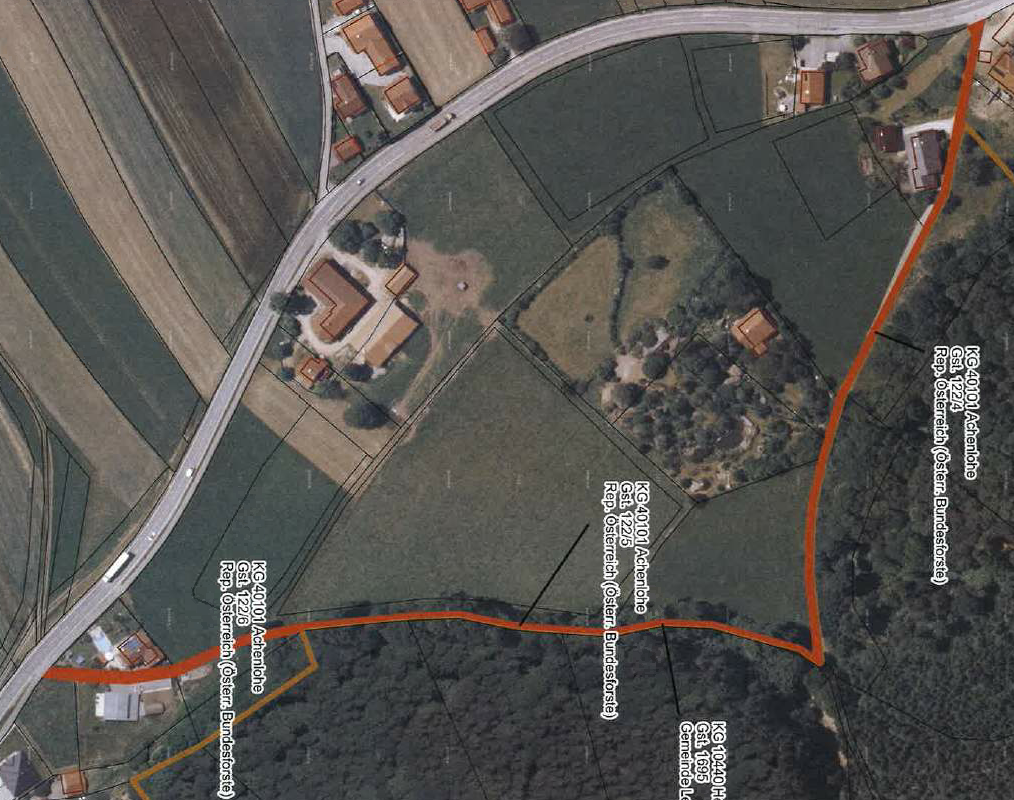 KG 40101 Achenlohe
Gst. 122/4
Rep. Österreich (Österr. Bundesforste)
KG 40101 Achenlohe
Gst. 122/5
Rep. Österreich (Österr. Bundesforste)
KG 40101 Achenlohe
Gst. 122/6
Rep. Österreich (Österr. Bundesforste)
KG 10440 H
Gst. 1695
Gemeinde Lo